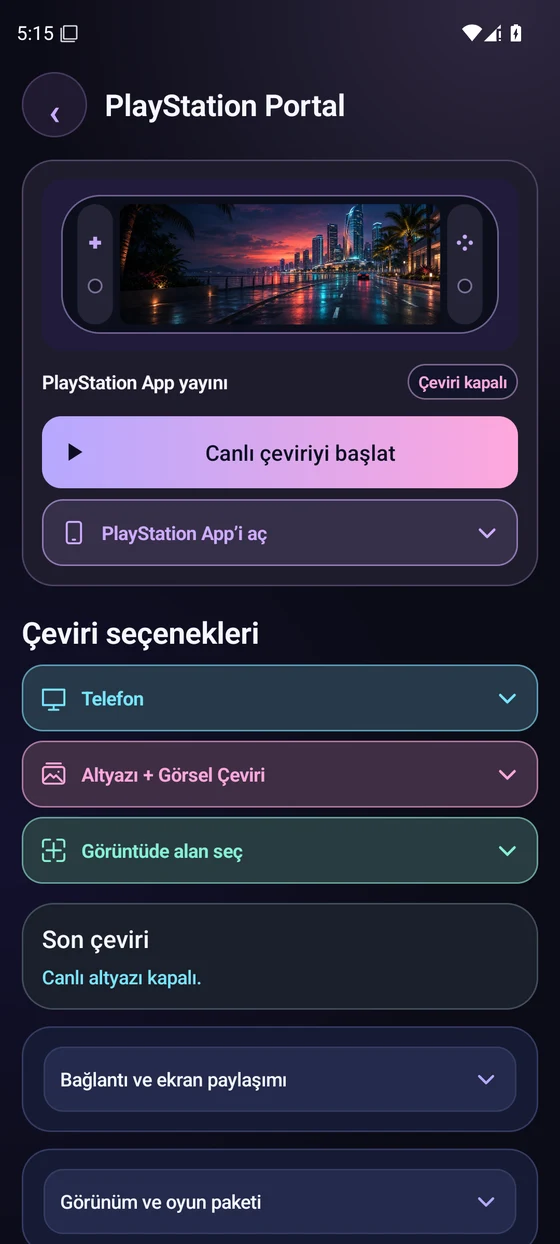 5:15
PlayStation Portal
PlayStation App yayını
Çeviri kapalı
Canlı çeviriyi başlat
PlayStation App’i aç
Çeviri seçenekleri
Telefon
Altyazı + Görsel Çeviri
Görüntüde alan seç
Son çeviri
Canlı altyazı kapalı.
Bağlantı ve ekran paylaşımı
Görünüm ve oyun paketi